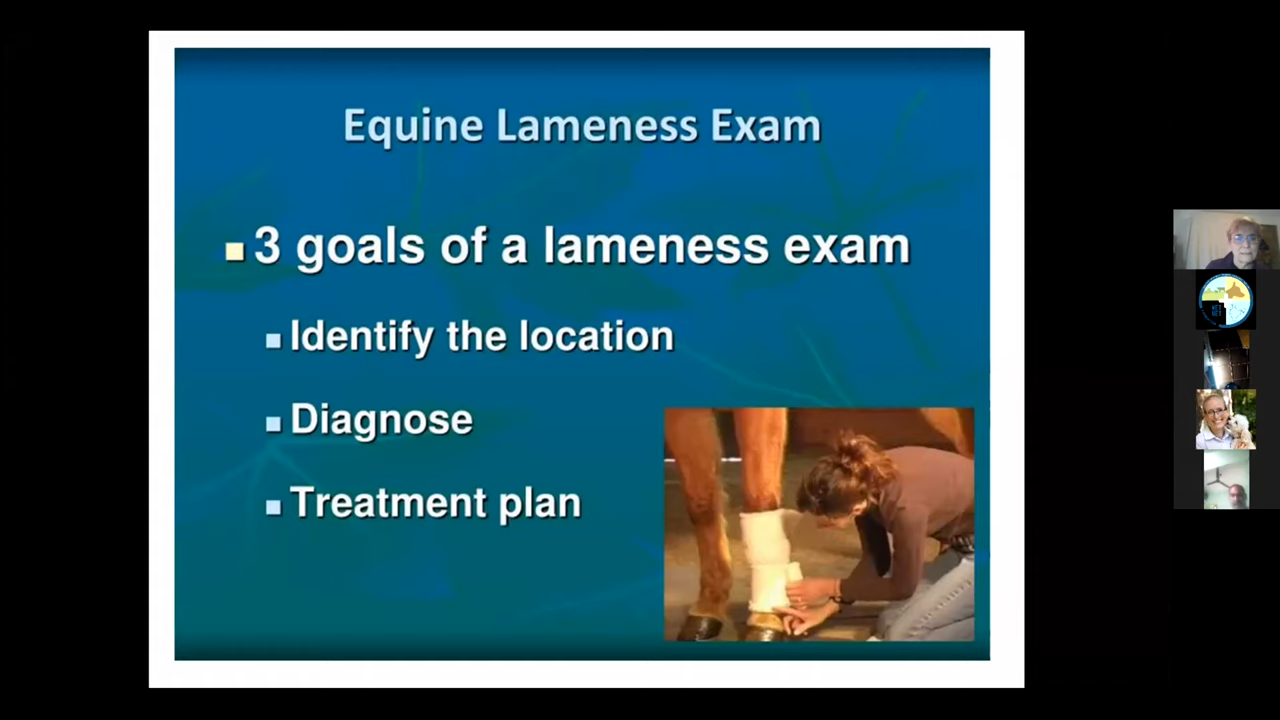 Equine Lameness Exam
3 goals of a lameness exam
Identify the location
Diagnose
Treatment plan